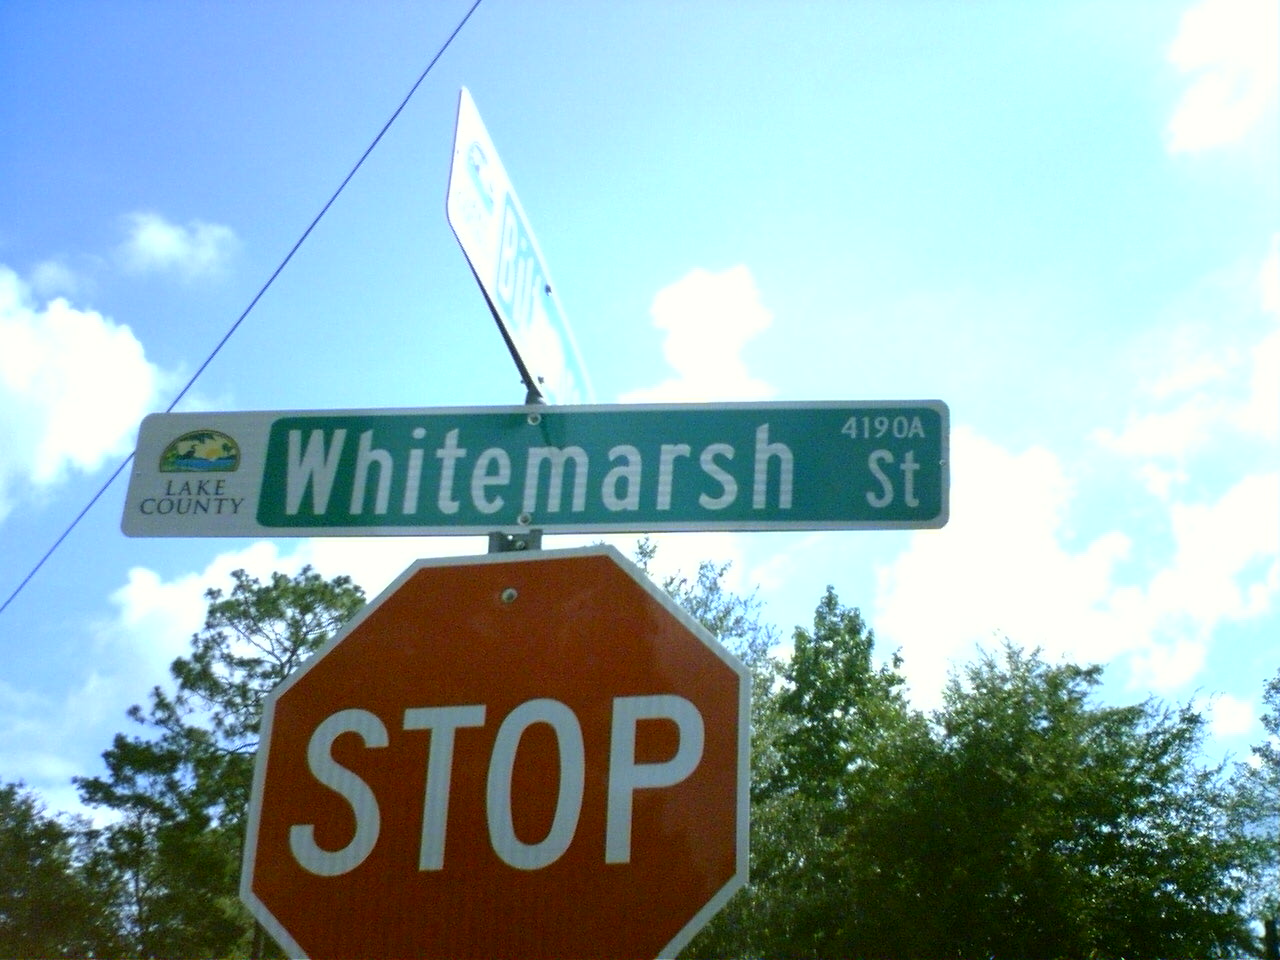 LAKE
COUNTY
Whitemarsh St
4190A
STOP